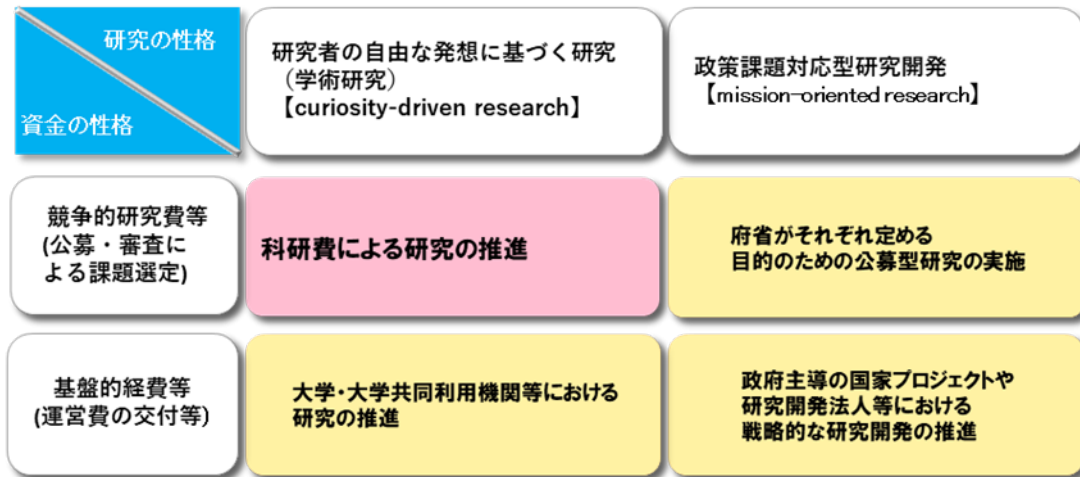 研究の性格
資金の性格
研究者の自由な発想に基づく研究
（学術研究）
【curiosity-driven research】
政策課題対応型研究開発
【mission-oriented research】
競争的研究費等
(公募・審査に
よる課題選定)
科研費による研究の推進
府省がそれぞれ定める
目的のための公募型研究の実施
基盤的経費等
(運営費の交付等)
大学・大学共同利用機関等における
研究の推進
政府主導の国家プロジェクトや
研究開発法人等における
戦略的な研究開発の推進